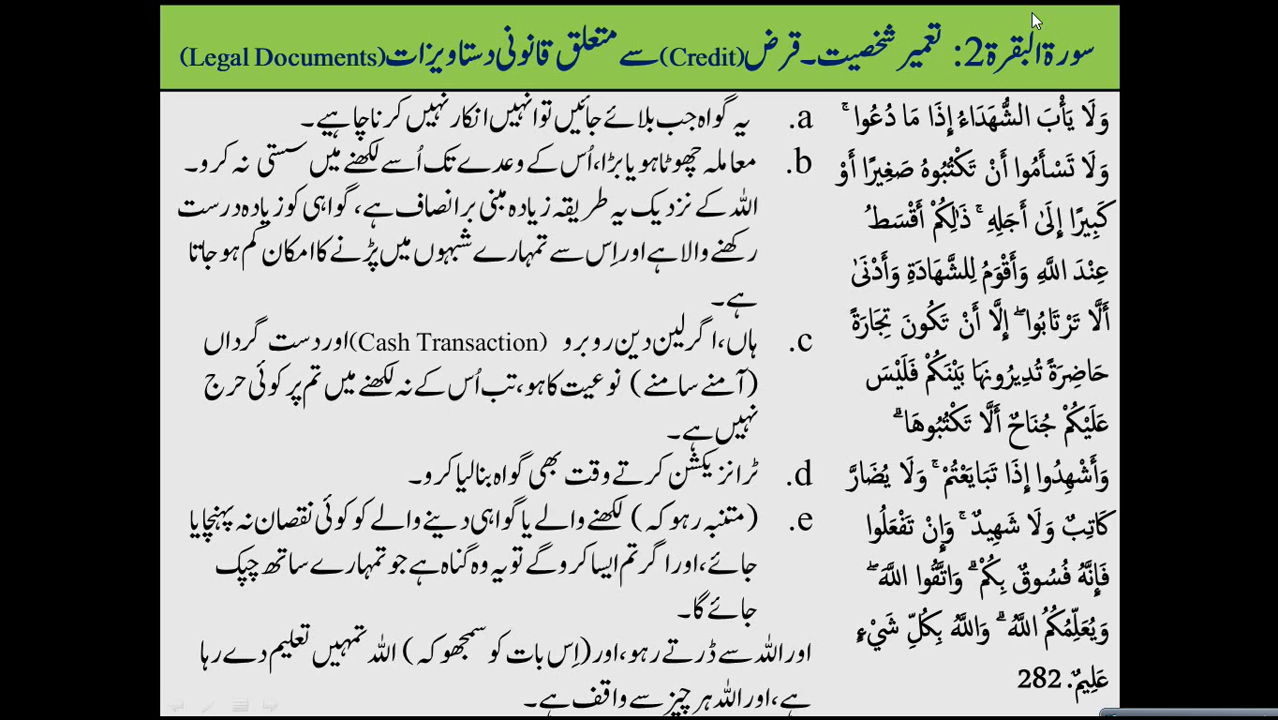 سورۃ البقرۃ 2: تعمیر شخصیت۔ قرض (Credit) سے متعلق قانونی دستاویزات (Legal Documents)
وَلَا يَأْبَ الشُّهَدَاءُ إِذَا مَا دُعُوا ۚ
وَلَا تَسْأَمُوا أَنْ تَكْتُبُوهُ صَغِيرًا أَوْ
كَبِيرًا إِلَىٰ أَجَلِهِ ۚ ذَٰلِكُمْ أَقْسَطُ
عِنْدَ اللَّهِ وَأَقْوَمُ لِلشَّهَادَةِ وَأَدْنَىٰ
أَلَّا تَرْتَابُوا ۖ إِلَّا أَنْ تَكُونَ تِجَارَةً
حَاضِرَةً تُدِيرُونَهَا بَيْنَكُمْ فَلَيْسَ
عَلَيْكُمْ جُنَاحٌ أَلَّا تَكْتُبُوهَا ۗ
وَأَشْهِدُوا إِذَا تَبَايَعْتُمْ ۚ وَلَا يُضَارَّ
كَاتِبٌ وَلَا شَهِيدٌ ۚ وَإِنْ تَفْعَلُوا
فَإِنَّهُ فُسُوقٌ بِكُمْ ۗ وَاتَّقُوا اللَّهَ ۖ
وَيُعَلِّمُكُمُ اللَّهُ ۗ وَاللَّهُ بِكُلِّ شَيْءٍ
عَلِيمٌ. 282
a. یہ گواہ جب بلائے جائیں تو انہیں انکار نہیں کرنا چاہیے۔
b. معاملہ چھوٹا ہو یا بڑا، اُس کے وعدے تک اُسے لکھنے میں سستی نہ کرو۔
اللہ کے نزدیک یہ طریقہ زیادہ مبنی بر انصاف ہے، گواہی کو زیادہ درست
رکھنے والا ہے اور اِس سے تمہارے شبہوں میں پڑنے کا امکان کم ہو جاتا
ہے۔
c. ہاں، اگر لین دین روبرو (Cash Transaction) اور دست گرداں
(آمنے سامنے) نوعیت کا ہو، تب اُس کے نہ لکھنے میں تم پر کوئی حرج
نہیں ہے۔
d. ٹرانزیکشن کرتے وقت بھی گواہ بنا لیا کرو۔
e. (متنبہ رہو کہ) لکھنے والے یا گواہی دینے والے کو کوئی نقصان نہ پہنچایا
جائے، اور اگر تم ایسا کرو گے تو یہ وہ گناہ ہے جو تمہارے ساتھ چپک
جائے گا۔
اور اللہ سے ڈرتے رہو، اور (اِس بات کو سمجھو کہ) اللہ تمہیں تعلیم دے رہا
ہے، اور اللہ ہر چیز سے واقف ہے۔